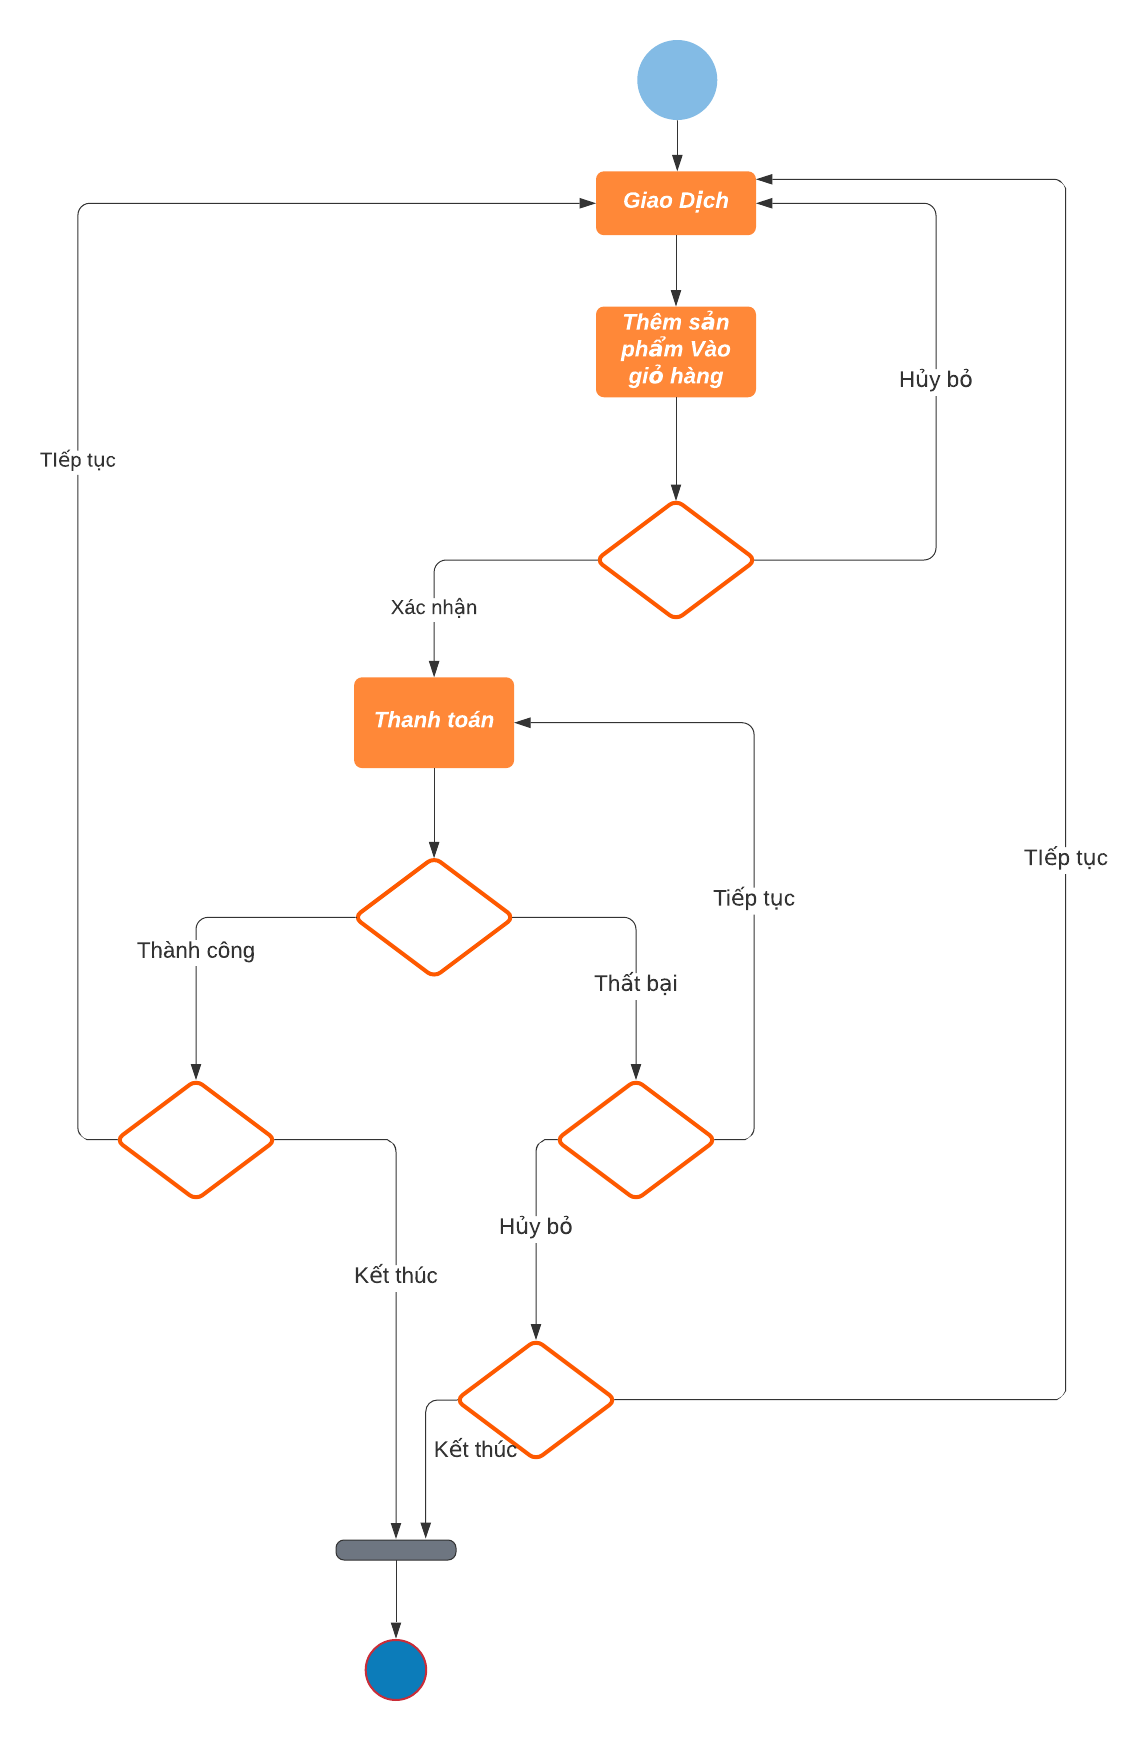 Giao Dịch
Thêm sản
phẩm Vào
giỏ hàng
Hủy bỏ
TIếp tục
Xác nhận
Thanh toán
TIếp tục
Tiếp tục
Thành công
Thất bại
Hủy bỏ
Kết thúc
Kết thúc